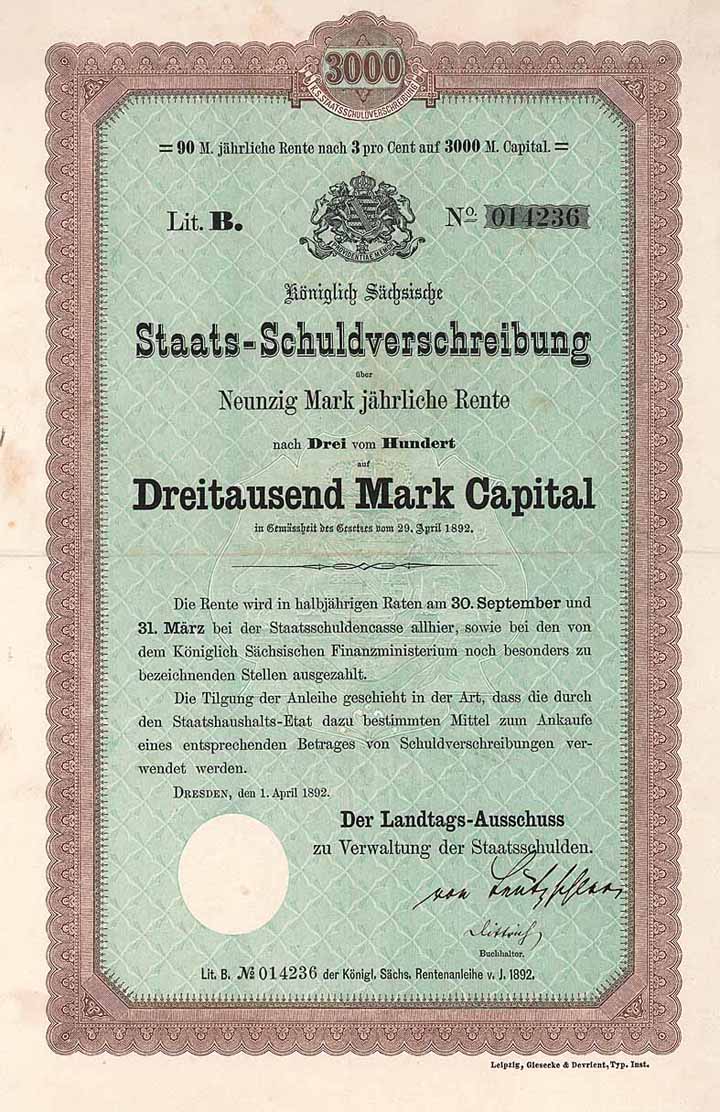 3000
K.S. STAATSSCHULDVERSCHREIBUNG
= 90 M. jährliche Rente nach 3 pro Cent auf 3000 M. Capital. =
Lit. B.
No. 014236
PROVIDENTIAE MEMOR
Königlich Sächsische
Staats-Schuldverschreibung
über
Neunzig Mark jährliche Rente
nach Drei vom Hundert
auf
Dreitausend Mark Capital
in Gemässheit des Gesetzes vom 29. April 1892.
Die Rente wird in halbjährigen Raten am 30. September und
31. März bei der Staatsschuldencasse allhier, sowie bei den von
dem Königlich Sächsischen Finanzministerium noch besonders zu
bezeichnenden Stellen ausgezahlt.
Die Tilgung der Anleihe geschieht in der Art, dass die durch
den Staatshaushalts-Etat dazu bestimmten Mittel zum Ankaufe
eines entsprechenden Betrages von Schuldverschreibungen ver-
wendet werden.
DRESDEN, den 1. April 1892.
Der Landtags-Ausschuss
zu Verwaltung der Staatsschulden.
von
Dittrich
Buchhalter.
Lit. B. No 014236 der Königl. Sächs. Rentenanleihe v. J. 1892.
Leipzig, Giesecke & Devrient, Typ. Inst.